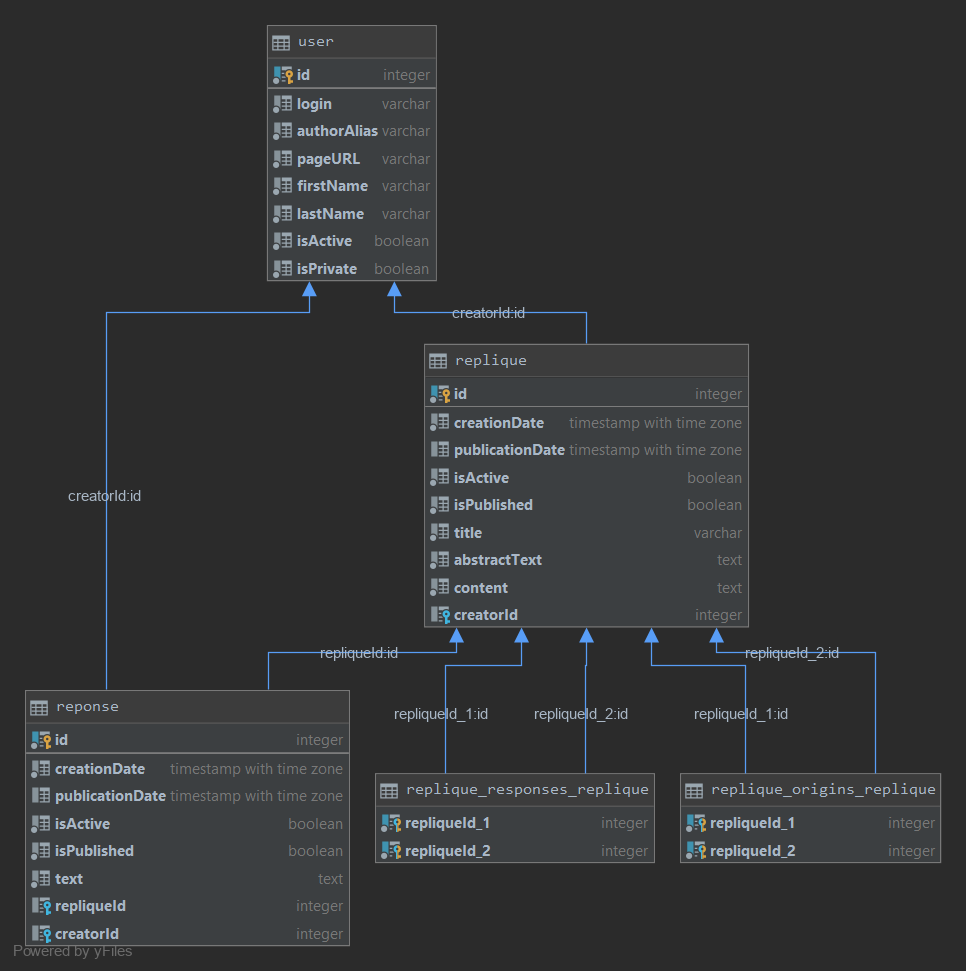 user
id integer
login varchar
authorAlias varchar
pageURL varchar
firstName varchar
lastName varchar
isActive boolean
isPrivate boolean
creatorId:id
replique
id integer
creationDate timestamp with time zone
publicationDate timestamp with time zone
isActive boolean
isPublished boolean
title varchar
abstractText text
content text
creatorId integer
creatorId:id
repliqueId:id
repliqueId_2:id
repliqueId_1:id
repliqueId_2:id
repliqueId_1:id
reponse
id integer
creationDate timestamp with time zone
publicationDate timestamp with time zone
isActive boolean
isPublished boolean
text text
repliqueId integer
creatorId integer
replique_responses_replique
repliqueId_1 integer
repliqueId_2 integer
replique_origins_replique
repliqueId_1 integer
repliqueId_2 integer
Powered by yFiles